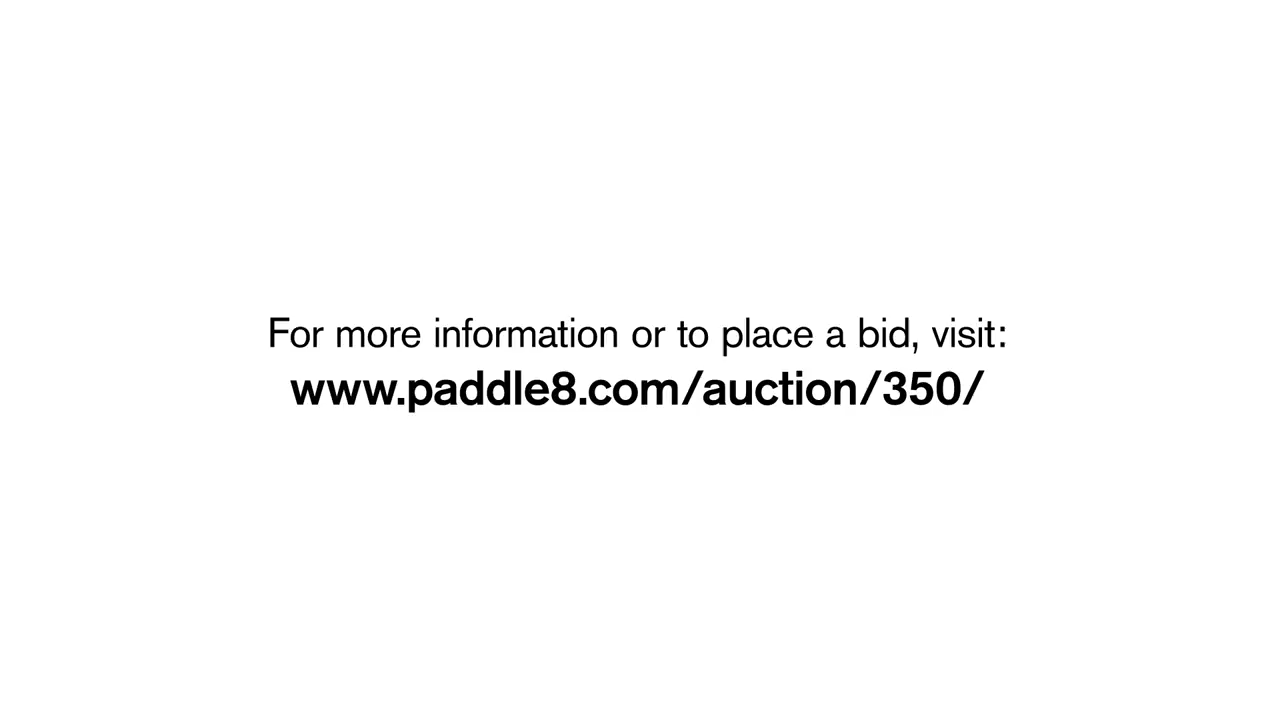 For more information or to place a bid, visit:
www.paddle8.com/auction/350/